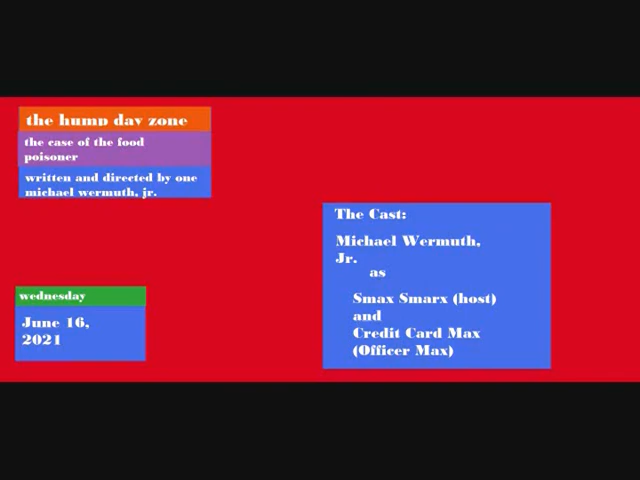 the hump day zone
the case of the food
poisoner
written and directed by one
michael wermuth, jr.
The Cast:
Michael Wermuth,
Jr.
as
Smax Smarx (host)
and
Credit Card Max
(Officer Max)
wednesday
June 16,
2021